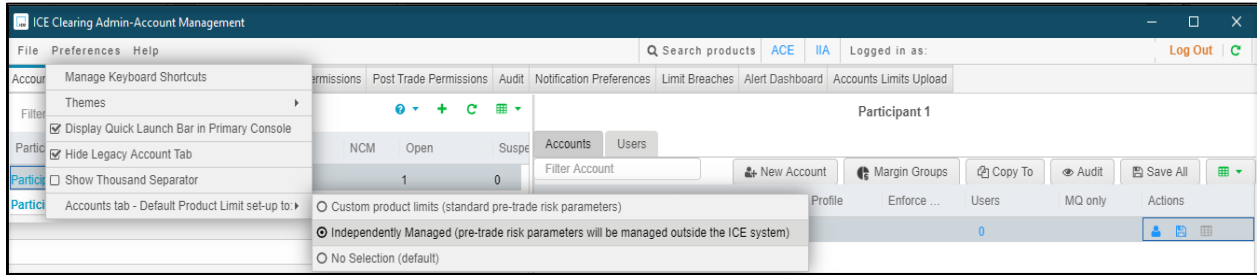 ICE Clearing Admin-Account Management
File Preferences Help
Search products ACE IIA Logged in as: Log Out
Accoun
Manage Keyboard Shortcuts
ermissions Post Trade Permissions Audit Notification Preferences Limit Breaches Alert Dashboard Accounts Limits Upload
Filter
Themes
Participant 1
Display Quick Launch Bar in Primary Console
Accounts Users
Partic
Hide Legacy Account Tab
NCM Open Suspe
Filter Account
New Account Margin Groups Copy To Audit Save All
Particip
Show Thousand Separator
1 0
Partici
Accounts tab - Default Product Limit set-up to:
Profile Enforce ... Users MQ only Actions
Custom product limits (standard pre-trade risk parameters)
Independently Managed (pre-trade risk parameters will be managed outside the ICE system)
0
No Selection (default)